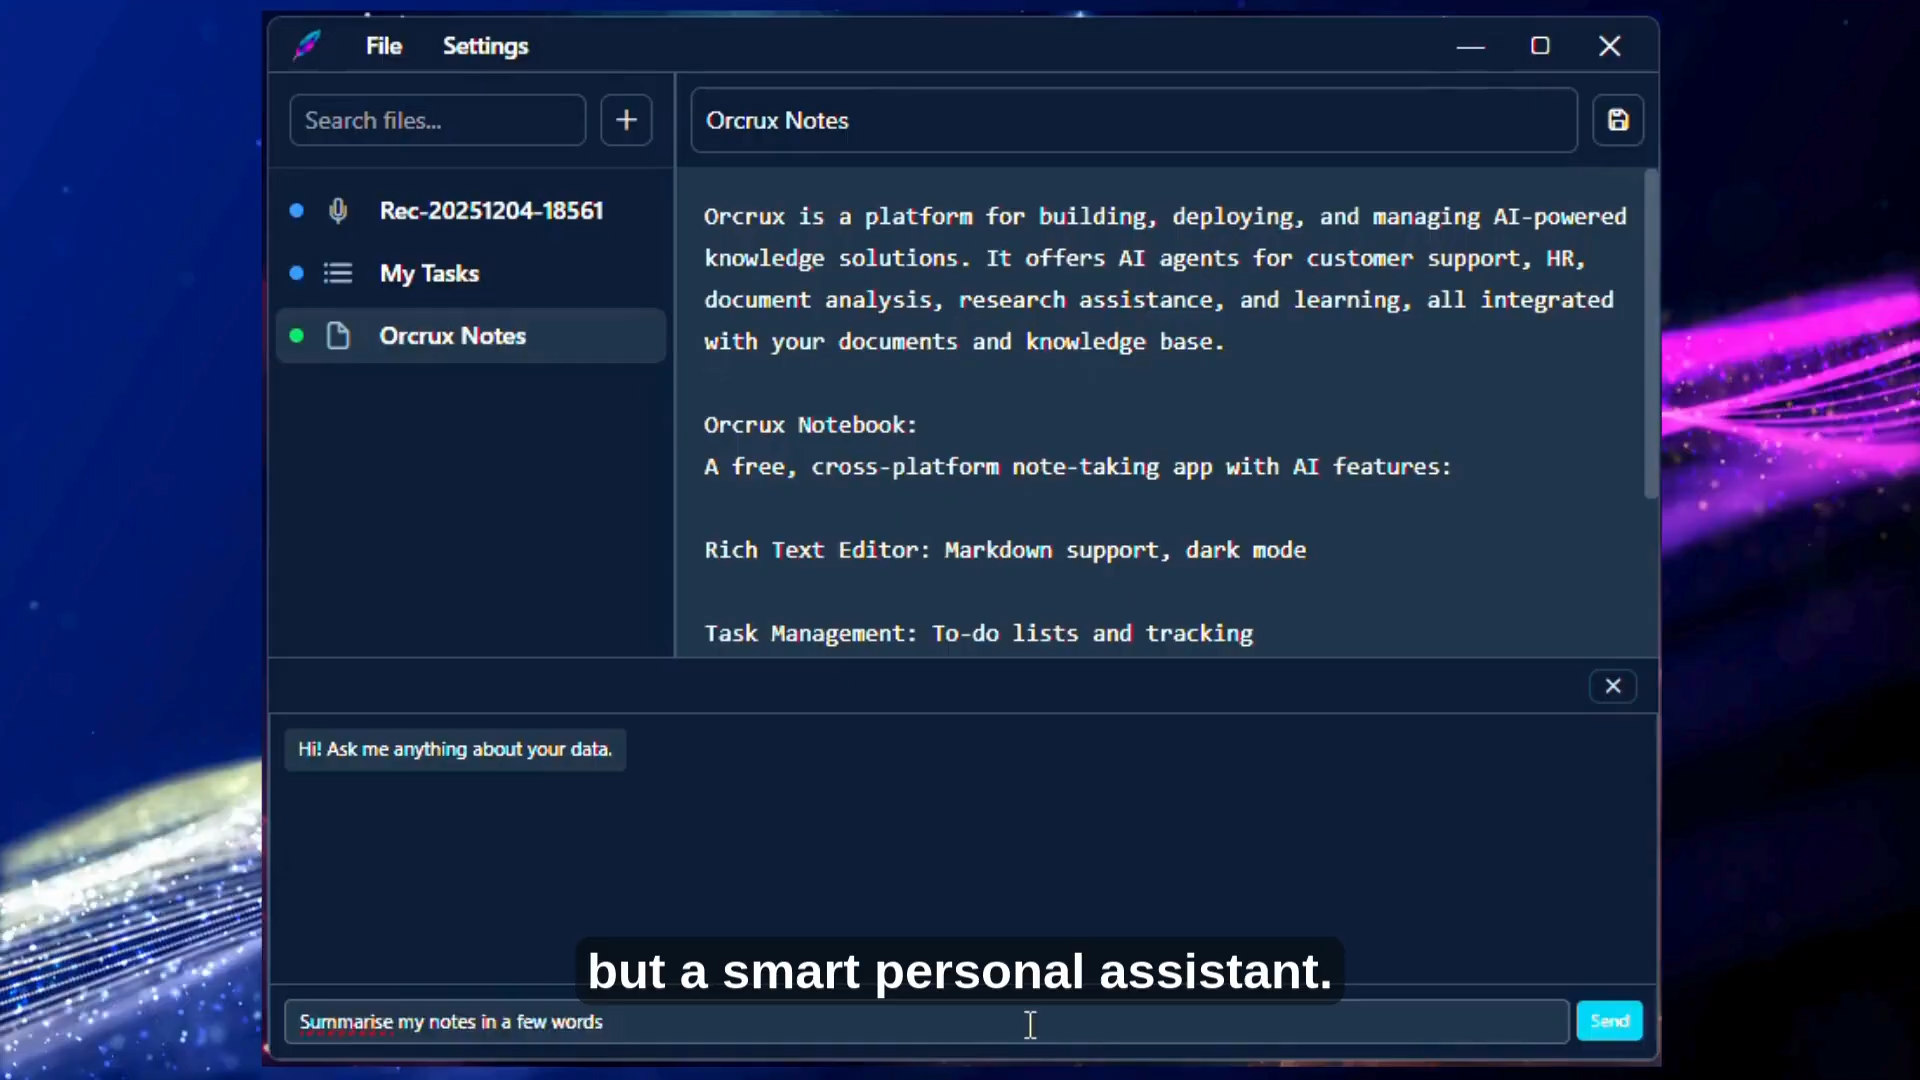 File Settings
Search files...
+
Orcrux Notes
Rec-20251204-18561
My Tasks
Orcrux Notes
Orcrux is a platform for building, deploying, and managing AI-powered
knowledge solutions. It offers AI agents for customer support, HR,
document analysis, research assistance, and learning, all integrated
with your documents and knowledge base.
Orcrux Notebook:
A free, cross-platform note-taking app with AI features:
Rich Text Editor: Markdown support, dark mode
Task Management: To-do lists and tracking
Hi! Ask me anything about your data.
but a smart personal assistant.
Summarise my notes in a few words
Send